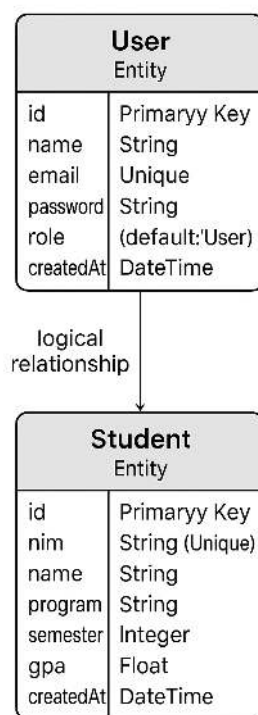 User
Entity
id Primaryy Key
name String
email Unique
password String
role (default:'User)
createdAt DateTime
logical
relationship
Student
Entity
id Primaryy Key
nim String (Unique)
name String
program String
semester Integer
gpa Float
createdAt DateTime